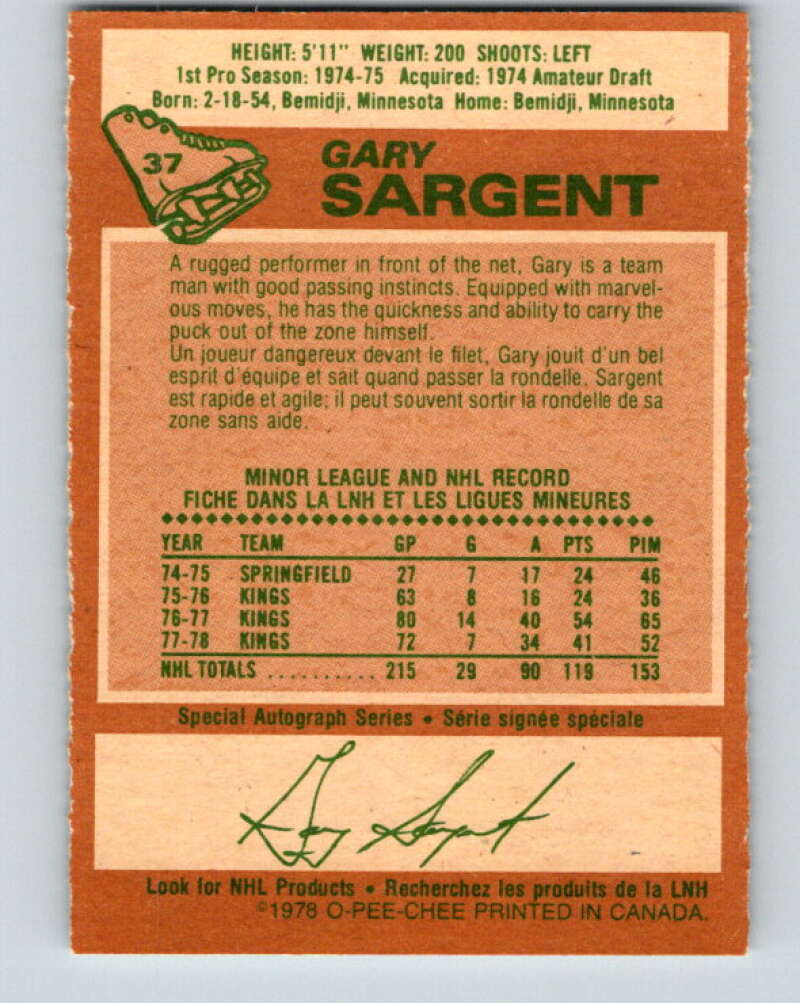 HEIGHT: 5'11" WEIGHT: 200 SHOOTS: LEFT
1st Pro Season: 1974-75 Acquired: 1974 Amateur Draft
Born: 2-18-54, Bemidji, Minnesota Home: Bemidji, Minnesota
37
GARY
SARGENT
A rugged performer in front of the net, Gary is a team
man with good passing instincts. Equipped with marvel-
ous moves, he has the quickness and ability to carry the
puck out of the zone himself.
Un joueur dangereux devant le filet, Gary jouit d'un bel
esprit d'équipe et sait quand passer la rondelle. Sargent
est rapide et agile; il peut souvent sortir la rondelle de sa
zone sans aide.
MINOR LEAGUE AND NHL RECORD
FICHE DANS LA LNH ET LES LIGUES MINEURES
YEAR TEAM GP G A PTS PIM
74-75 SPRINGFIELD 27 7 17 24 46
75-76 KINGS 63 8 16 24 36
76-77 KINGS 80 14 40 54 65
77-78 KINGS 72 7 34 41 52
NHL TOTALS .......... 215 29 90 119 153
Special Autograph Series • Série signée spéciale
Gary Sargent
Look for NHL Products • Recherchez les produits de la LNH
©1978 O-PEE-CHEE PRINTED IN CANADA.